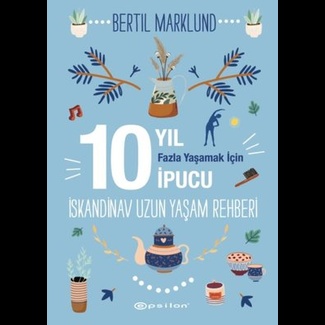 BERTIL MARKLUND
10 YIL
Fazla Yaşamak İçin
İPUCU
İSKANDİNAV UZUN YAŞAM REHBERİ
epsilon